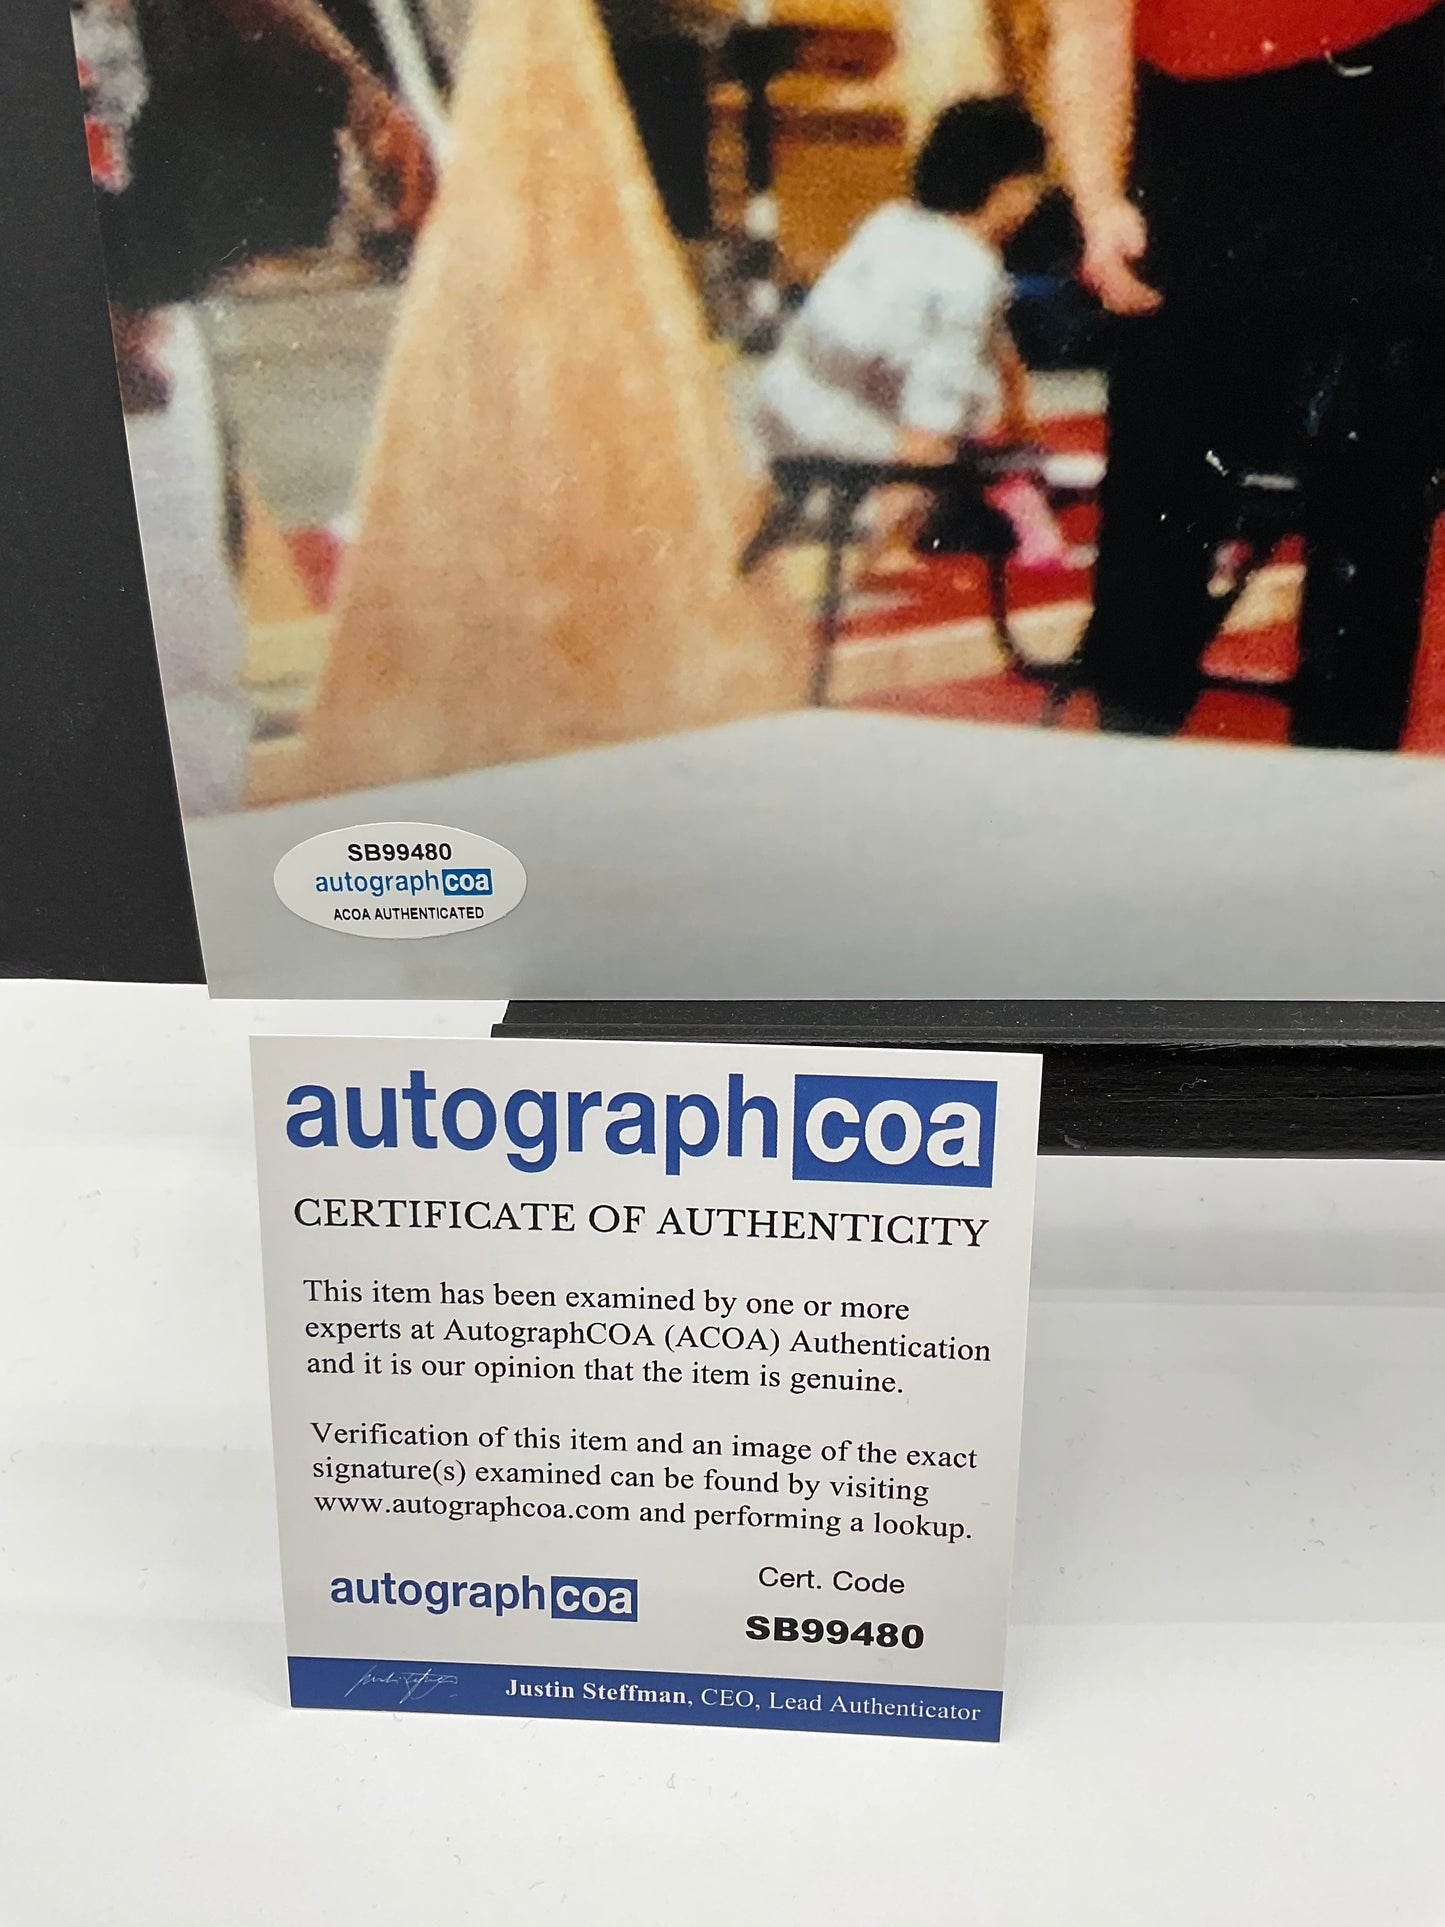 SB99480
autographcoa
ACOA AUTHENTICATED
autographcoa
CERTIFICATE OF AUTHENTICITY
This item has been examined by one or more
experts at AutographCOA (ACOA) Authentication
and it is our opinion that the item is genuine.
Verification of this item and an image of the exact
signature(s) examined can be found by visiting
www.autographcoa.com and performing a lookup.
autographcoa
Cert. Code
SB99480
Justin Steffman, CEO, Lead Authenticator